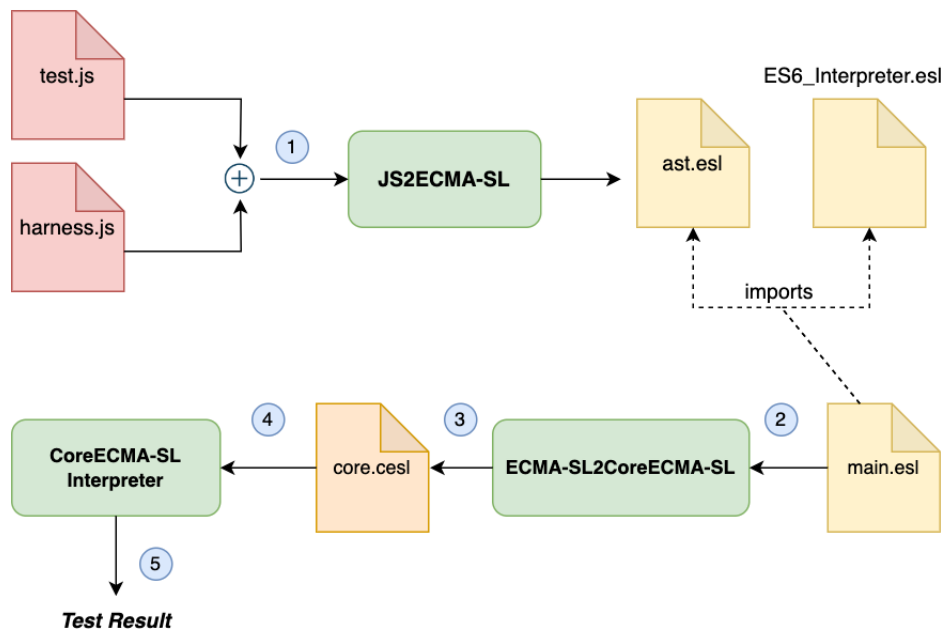 test.js
ES6_Interpreter.esl
1
JS2ECMA-SL
ast.esl
harness.js
imports
4
3
2
CoreECMA-SL
Interpreter
core.cesl
ECMA-SL2CoreECMA-SL
main.esl
5
Test Result